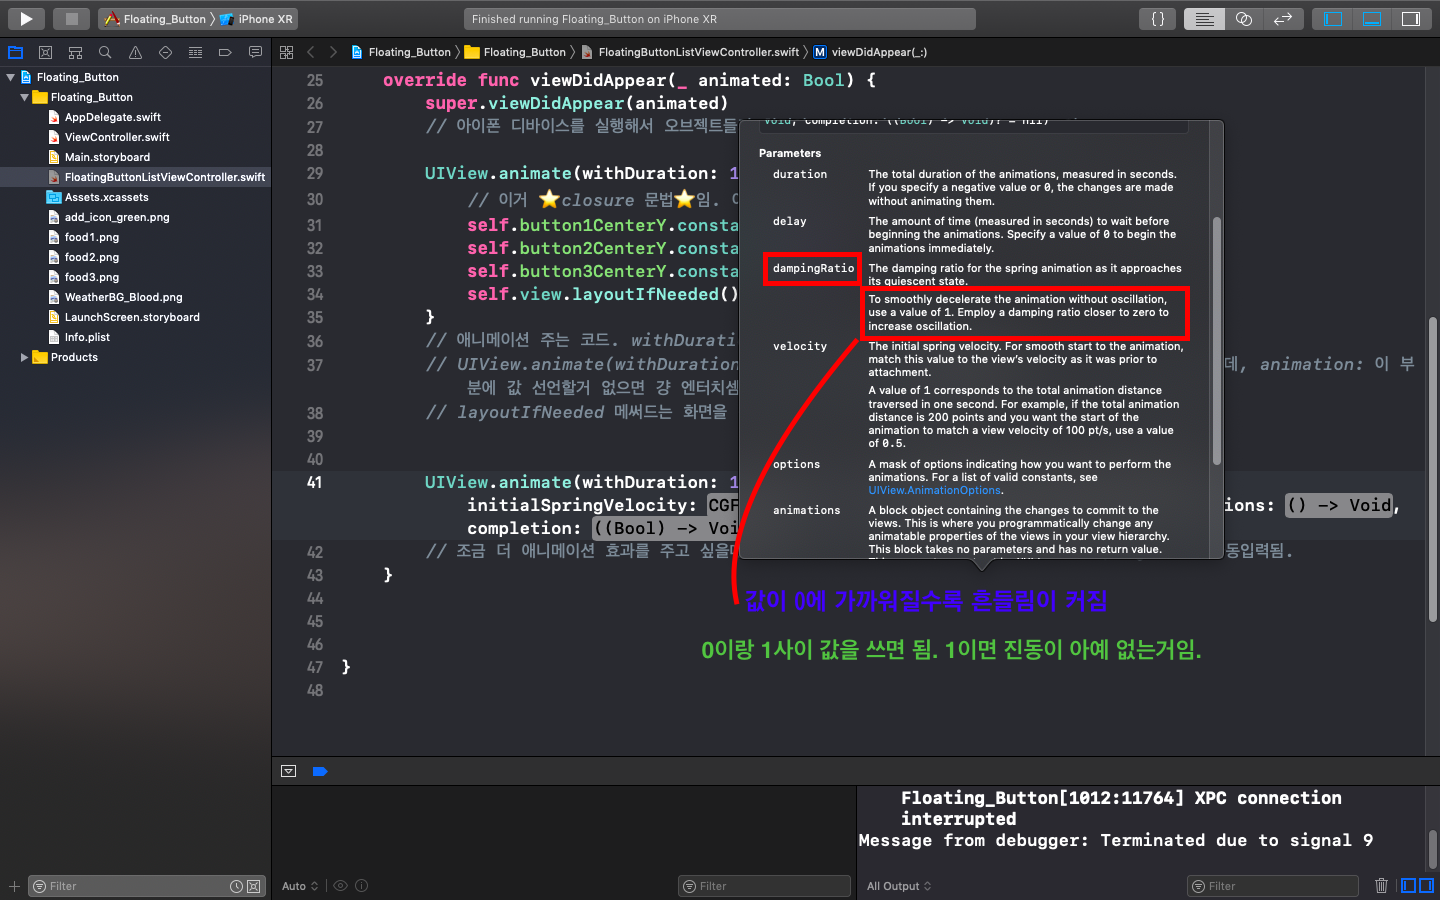 Floating_Button
iPhone XR
Finished running Floating_Button on iPhone XR
Floating_Button
Floating_Button
FloatingButtonListViewController.swift
viewDidAppear(_:)
Floating_Button
Floating_Button
AppDelegate.swift
ViewController.swift
Main.storyboard
FloatingButtonListViewController.swift
Assets.xcassets
add_icon_green.png
food1.png
food2.png
food3.png
WeatherBG_Blood.png
LaunchScreen.storyboard
Info.plist
Products
25 override func viewDidAppear(_ animated: Bool) {
26 super.viewDidAppear(animated)
27 // 아이폰 디바이스를 실행해서 오브젝트들
28
29 UIView.animate(withDuration: 1
30 // 이거 ⭐closure 문법⭐임.
31 self.button1CenterY.consta
32 self.button2CenterY.consta
33 self.button3CenterY.consta
34 self.view.layoutIfNeeded()
35 }
36 // 애니메이션 주는 코드. withDurati
37 // UIView.animate(withDuration 데, animation: 이 부
분에 값 선언할거 없으면 걍 엔터치셈
38 // layoutIfNeeded 메써드는 화면을
39
40
41 UIView.animate(withDuration: 1
initialSpringVelocity: CGF ions: () -> Void,
completion: ((Bool) -> Voi
42 // 조금 더 애니메이션 효과를 주고 싶을 동입력됨.
43 }
44
45
46
47 }
48
Void, completion: ((Bool) -> Void)? = nil)
Parameters
duration
The total duration of the animations, measured in seconds.
If you specify a negative value or 0, the changes are made
without animating them.
delay
The amount of time (measured in seconds) to wait before
beginning the animations. Specify a value of 0 to begin the
animations immediately.
dampingRatio
The damping ratio for the spring animation as it approaches
its quiescent state.
To smoothly decelerate the animation without oscillation,
use a value of 1. Employ a damping ratio closer to zero to
increase oscillation.
velocity
The initial spring velocity. For smooth start to the animation,
match this value to the view's velocity as it was prior to
attachment.
A value of 1 corresponds to the total animation distance
traversed in one second. For example, if the total animation
distance is 200 points and you want the start of the
animation to match a view velocity of 100 pt/s, use a value
of 0.5.
options
A mask of options indicating how you want to perform the
animations. For a list of valid constants, see
UIView.AnimationOptions.
animations
A block object containing the changes to commit to the
views. This is where you programmatically change any
animatable properties of the views in your view hierarchy.
This block takes no parameters and has no return value.
값이 0에 가까워질수록 흔들림이 커짐
0이랑 1사이 값을 쓰면 됨. 1이면 진동이 아예 없는거임.
Floating_Button[1012:11764] XPC connection
interrupted
Message from debugger: Terminated due to signal 9
Filter
Auto
Filter
All Output
Filter